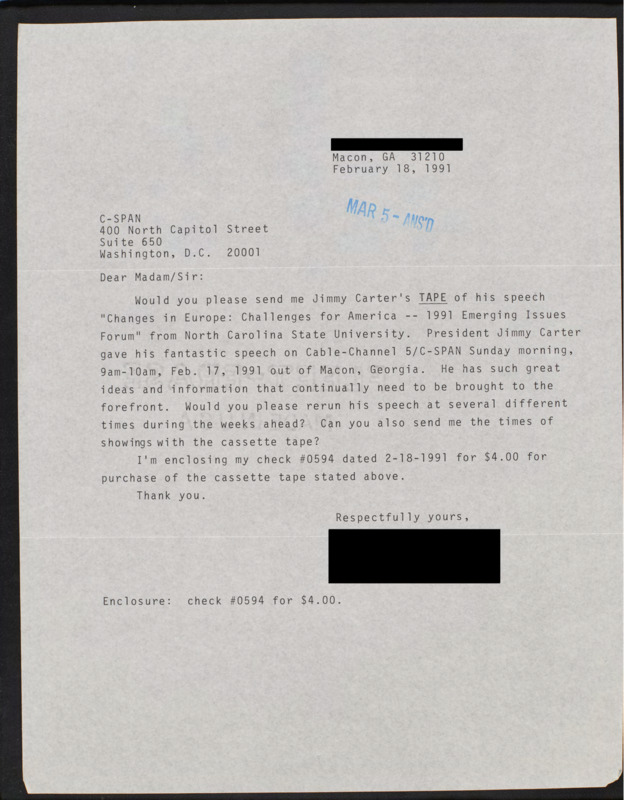 Macon, GA  31210
February 18, 1991
MAR 5 - ANS'D
C-SPAN
400 North Capitol Street
Suite 650
Washington, D.C.  20001
Dear Madam/Sir:
Would you please send me Jimmy Carter's TAPE of his speech
"Changes in Europe: Challenges for America -- 1991 Emerging Issues
Forum" from North Carolina State University.  President Jimmy Carter
gave his fantastic speech on Cable-Channel 5/C-SPAN Sunday morning,
9am-10am, Feb. 17, 1991 out of Macon, Georgia.  He has such great
ideas and information that continually need to be brought to the
forefront.  Would you please rerun his speech at several different
times during the weeks ahead?  Can you also send me the times of
showings with the cassette tape?
I'm enclosing my check #0594 dated 2-18-1991 for $4.00 for
purchase of the cassette tape stated above.
Thank you.
Respectfully yours,
Enclosure:  check #0594 for $4.00.